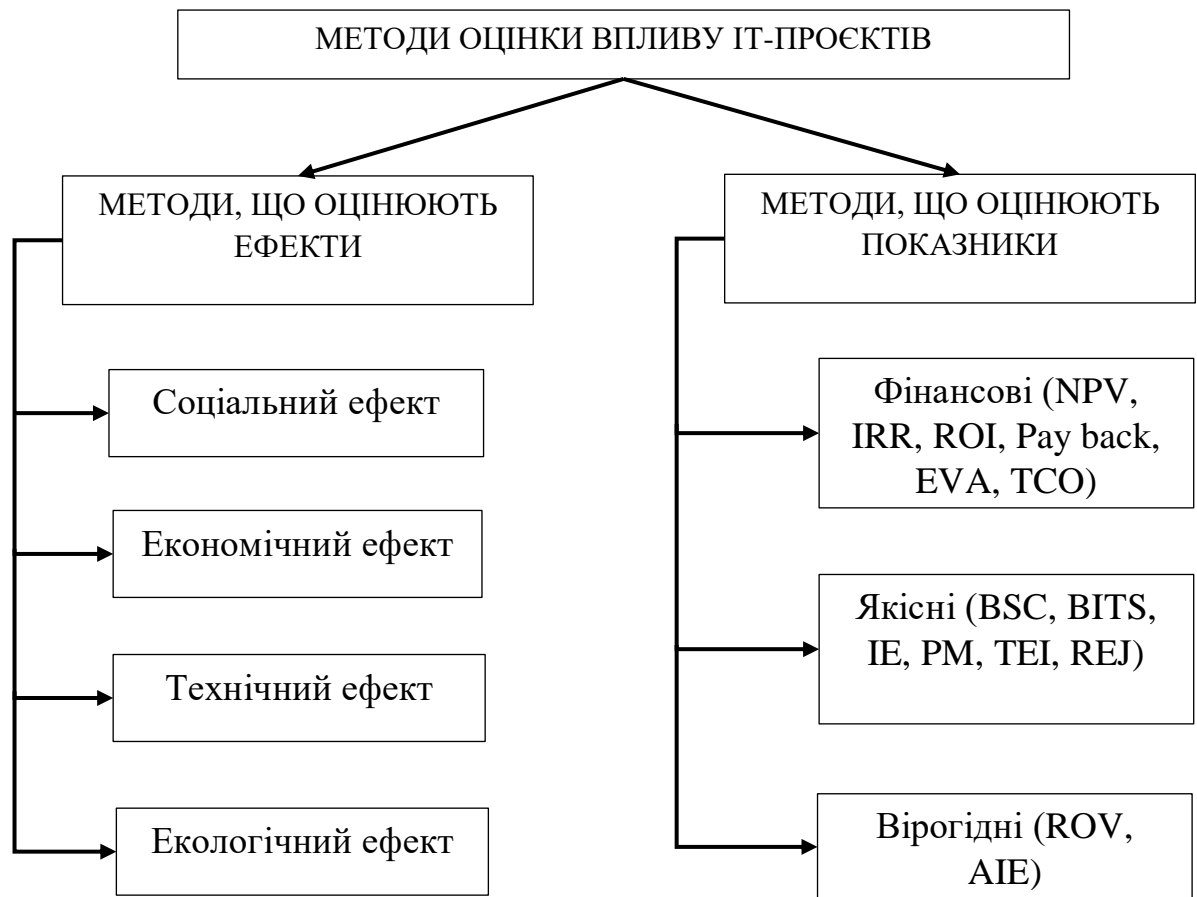 МЕТОДИ ОЦІНКИ ВПЛИВУ ІТ-ПРОЄКТІВ
МЕТОДИ, ЩО ОЦІНЮЮТЬ
ЕФЕКТИ
Соціальний ефект
Економічний ефект
Технічний ефект
Екологічний ефект
МЕТОДИ, ЩО ОЦІНЮЮТЬ
ПОКАЗНИКИ
Фінансові (NPV,
IRR, ROI, Pay back,
EVA, TCO)
Якісні (BSC, BITS,
IE, PM, TEI, REJ)
Вірогідні (ROV,
AIE)